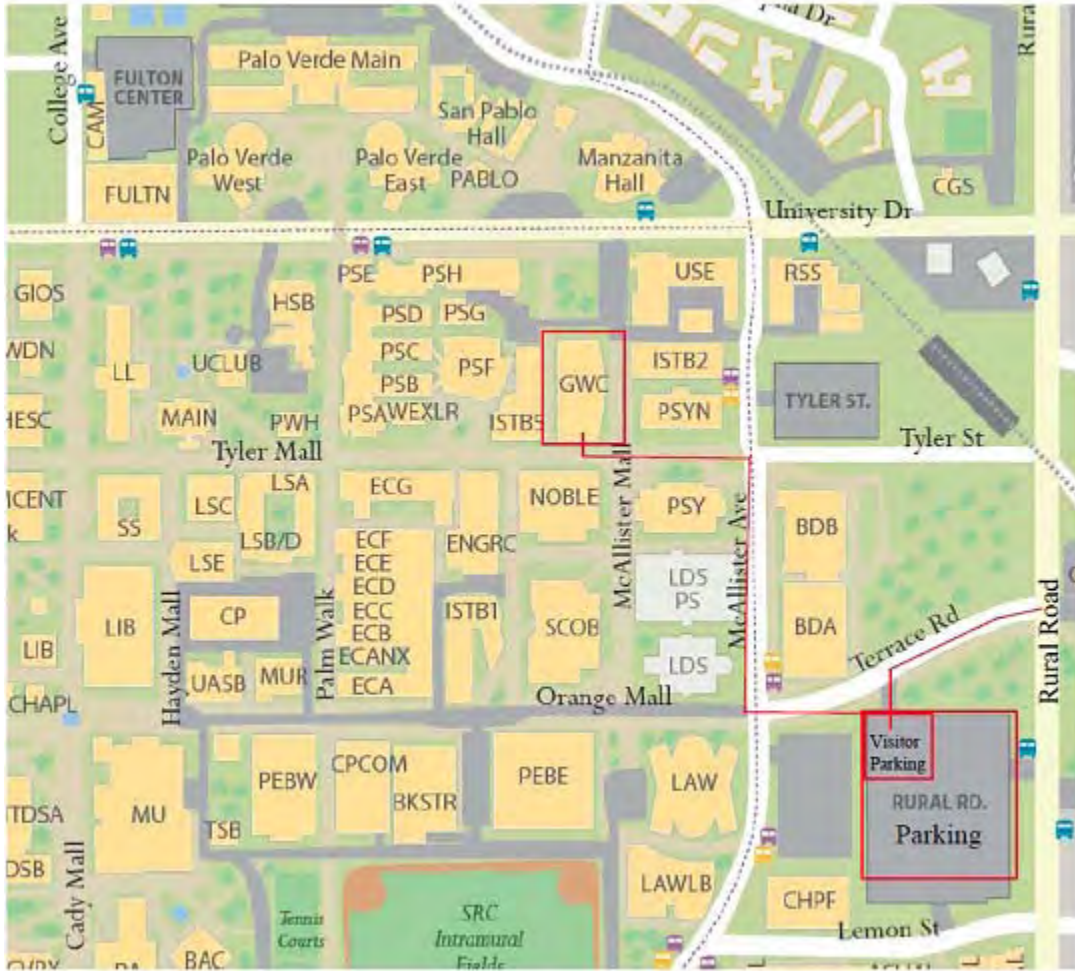 College Ave
FULTON
CENTER
CAM
FULTN
Palo Verde Main
San Pablo
Hall
Palo Verde
West
Palo Verde
East
PABLO
Manzanita
Hall
CGS
University Dr
GIOS
PSE
PSH
USE
RSS
HSB
PSD
PSG
WDN
LL
UCLUB
PSC
PSF
PSB
GWC
ISTB2
TYLER ST.
HESC
MAIN
PWH
PSA
WEXLR
ISTB5
PSYN
Tyler Mall
Tyler St
McAllister Mall
McAllister Ave
SS
LSC
LSA
ECG
NOBLE
PSY
BDB
LSB/D
LSE
ECF
ECE
ECD
ECC
ECB
ECANX
ECA
ENGRC
LDS
PS
LIB
CP
ISTB1
SCOB
BDA
Terrace Rd
Rural Road
LIB
Hayden Mall
Palm Walk
LDS
UASB
MUR
CHAPL
Orange Mall
Visitor
Parking
RURAL RD.
Parking
MU
PEBW
CPCOM
BKSTR
PEBE
LAW
TSB
Cady Mall
DSB
LAWLB
CHPF
Tennis
Courts
SRC
Intramural
Fields
Lemon St
BAC